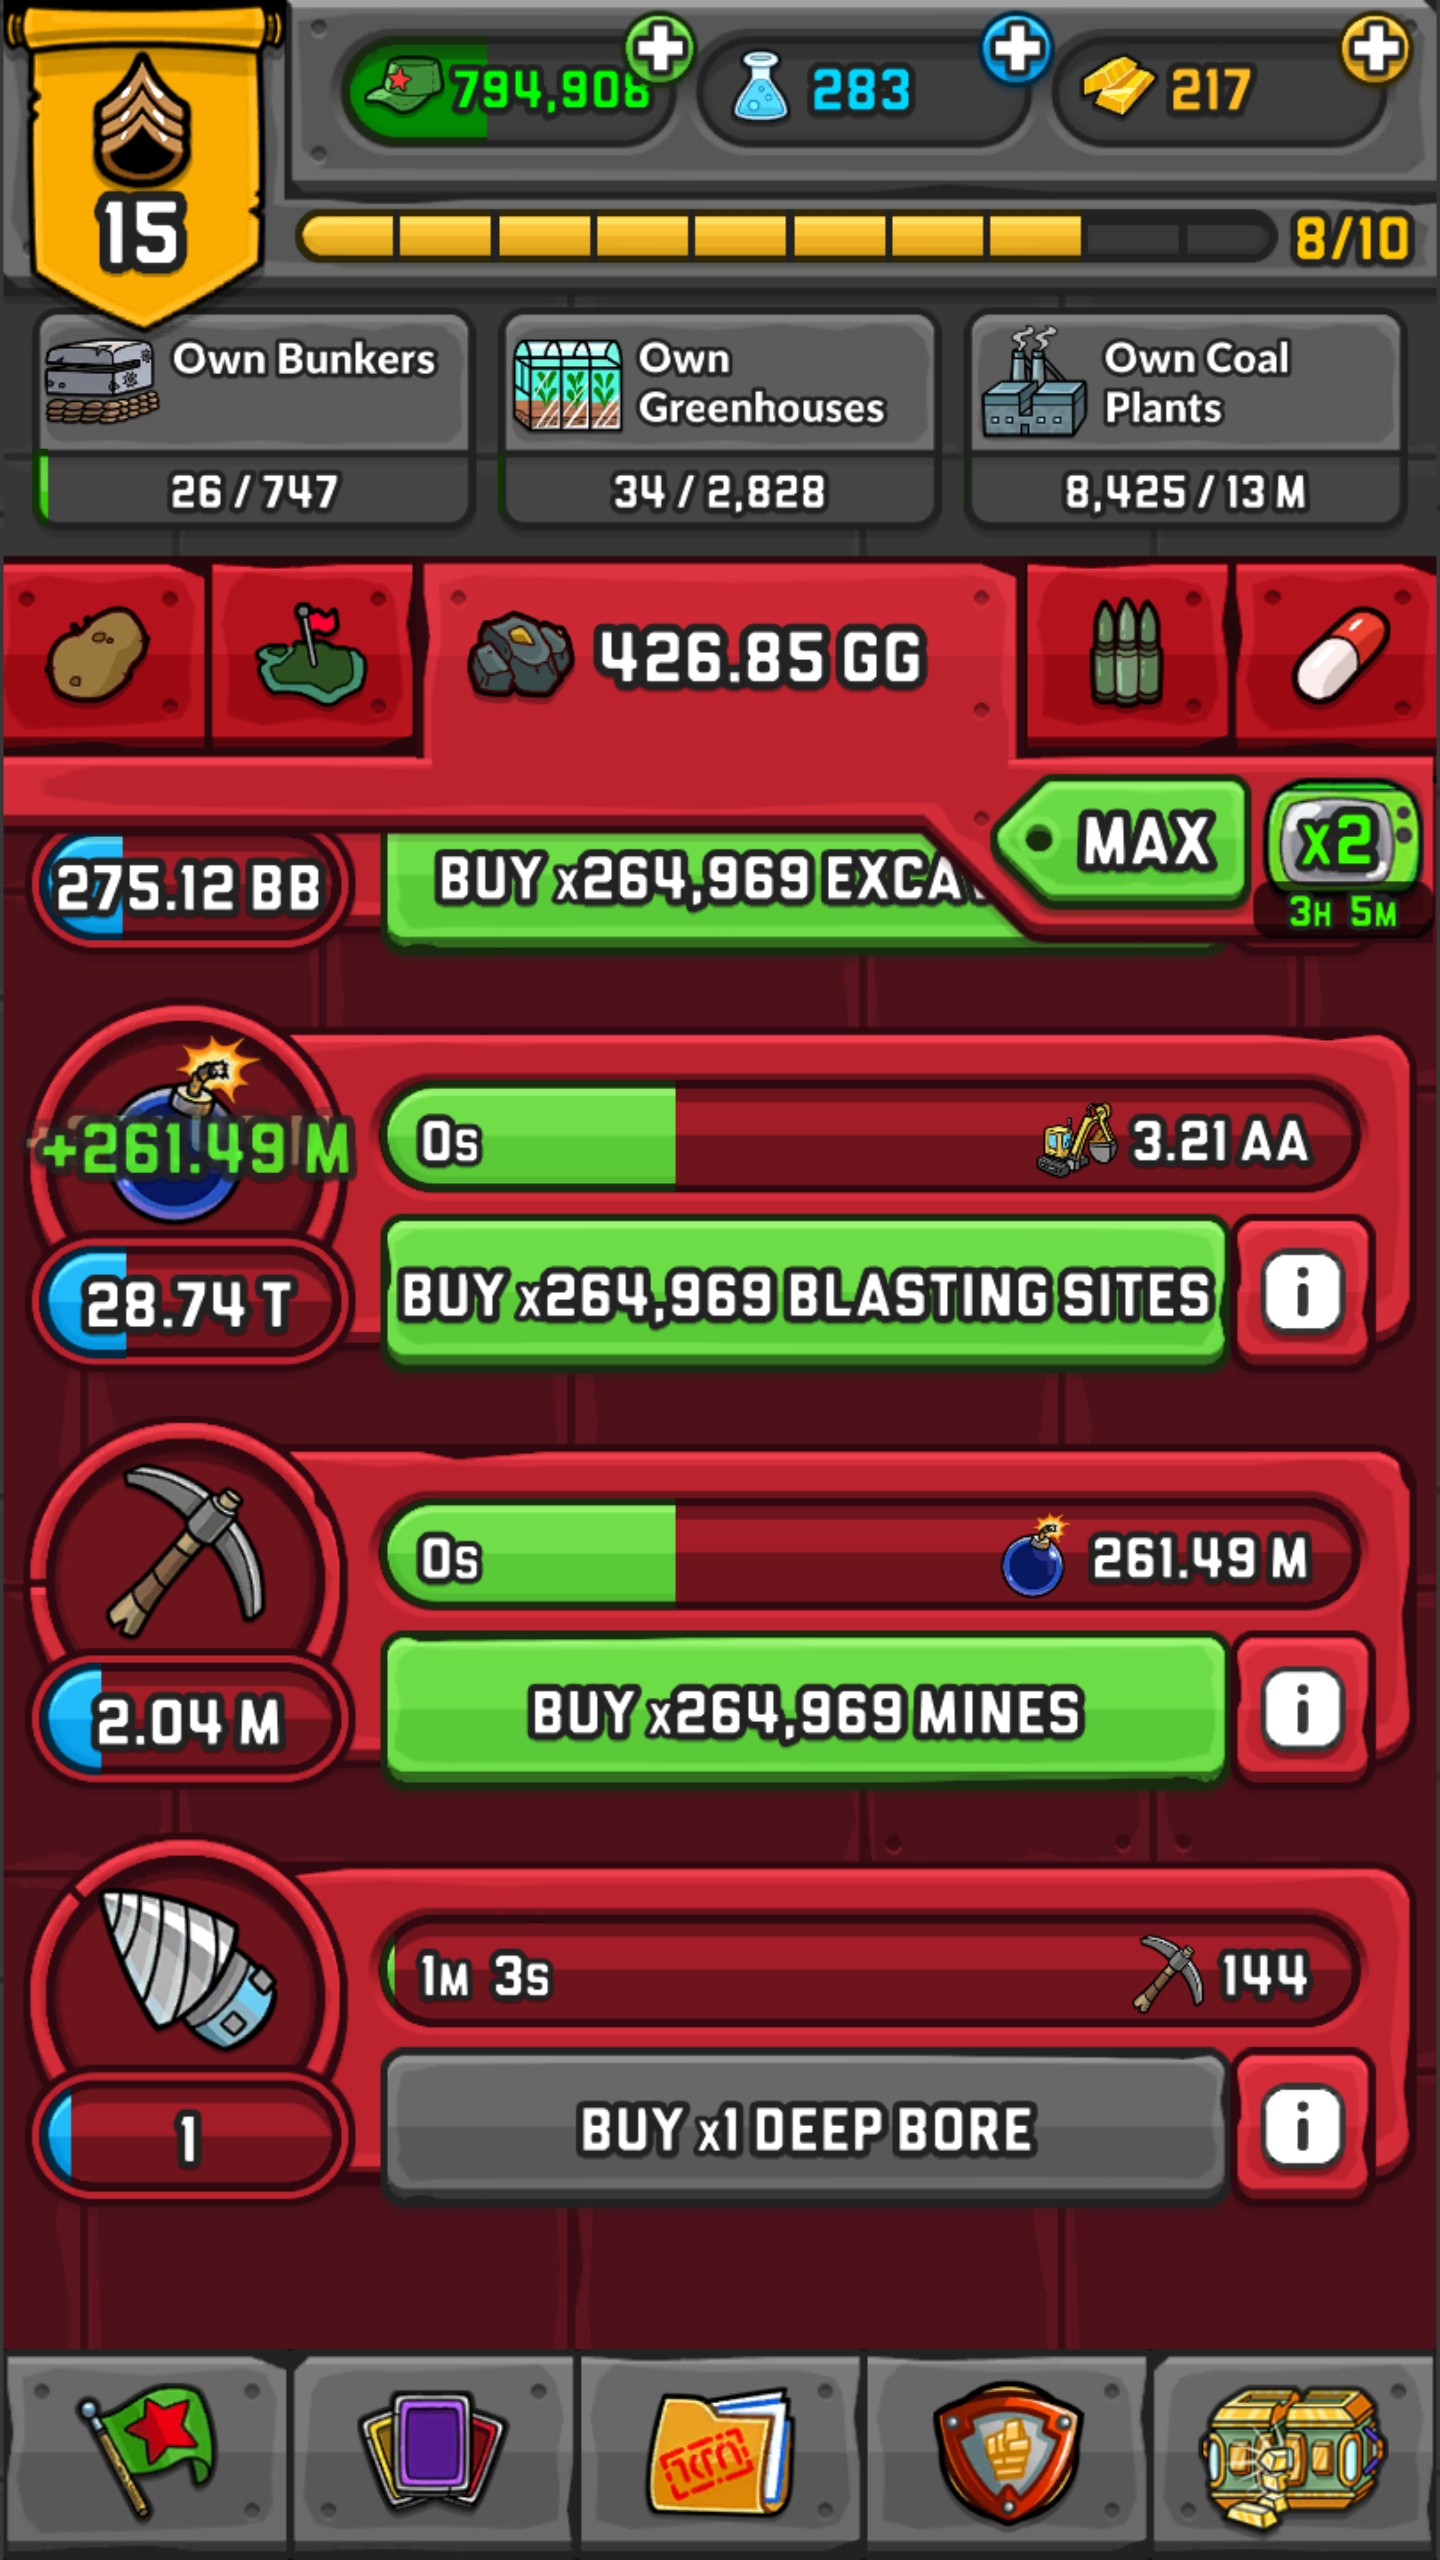 794,908
283
217
15
8/10
Own Bunkers
26 / 747
Own
Greenhouses
34 / 2,828
Own Coal
Plants
8,425 / 13 M
426.85 GG
MAX
x2
3H 5M
275.12 BB
BUY x264,969 EXCA
+261.49 M
0s
3.21 AA
28.74 T
BUY x264,969 BLASTING SITES
i
0s
261.49 M
2.04 M
BUY x264,969 MINES
i
1M 3s
144
1
BUY x1 DEEP BORE
i